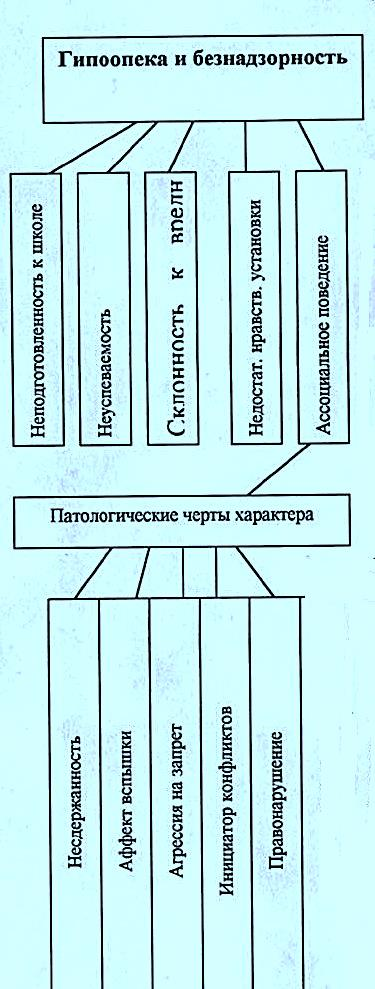 Гипоопека и безнадзорность
Неподготовленность к школе
Неуспеваемость
Склонность к
Недостат. нравств. установки
Ассоциальное поведение
Патологические черты характера
Несдержанность
Аффект вспышки
Агрессия на запрет
Инициатор конфликтов
Правонарушение